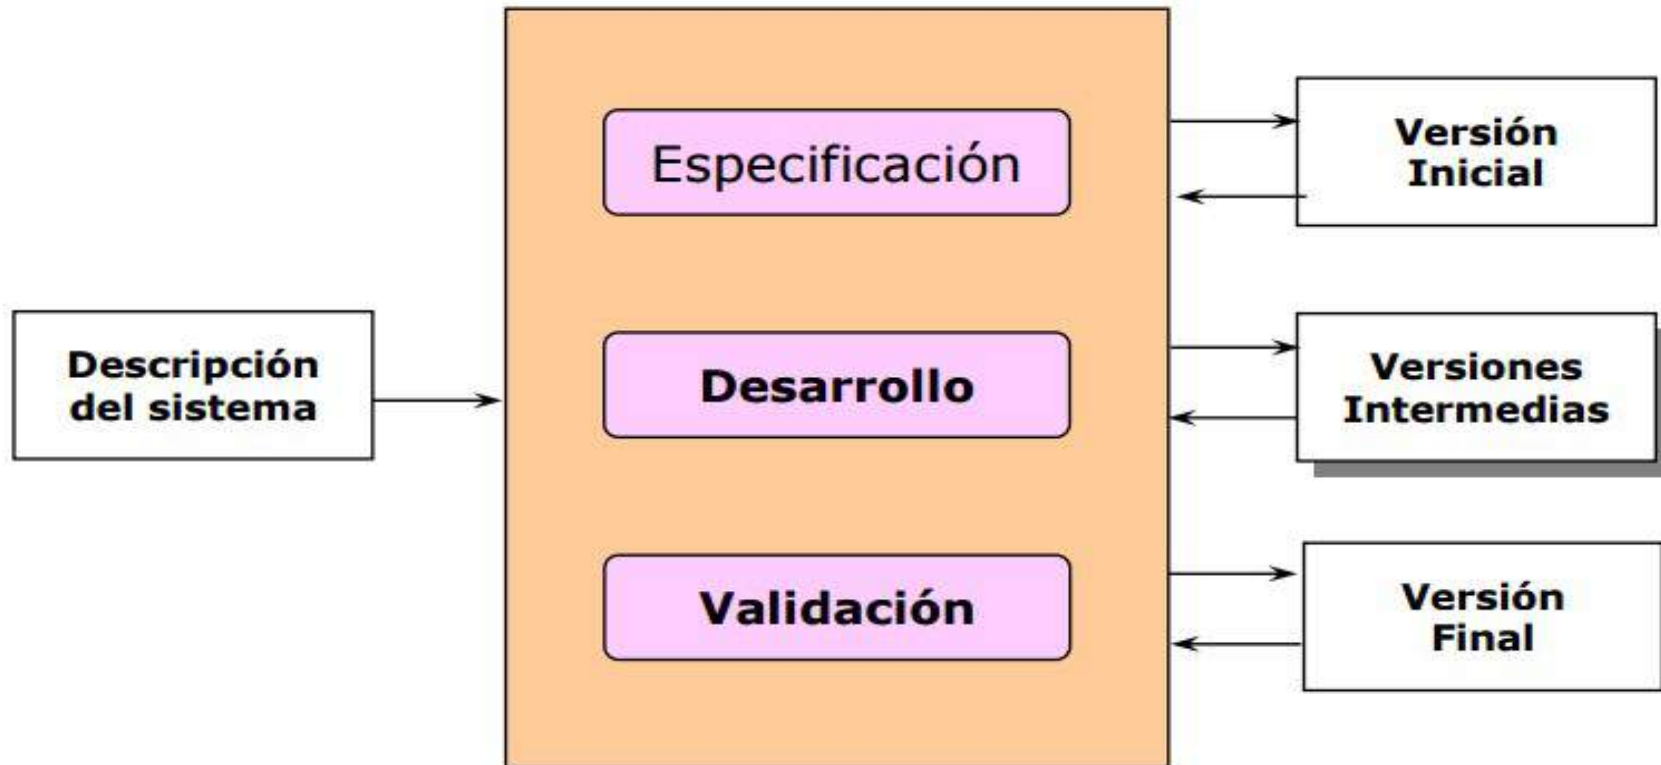 Descripción
del sistema
Especificación
Desarrollo
Validación
Versión
Inicial
Versiones
Intermedias
Versión
Final